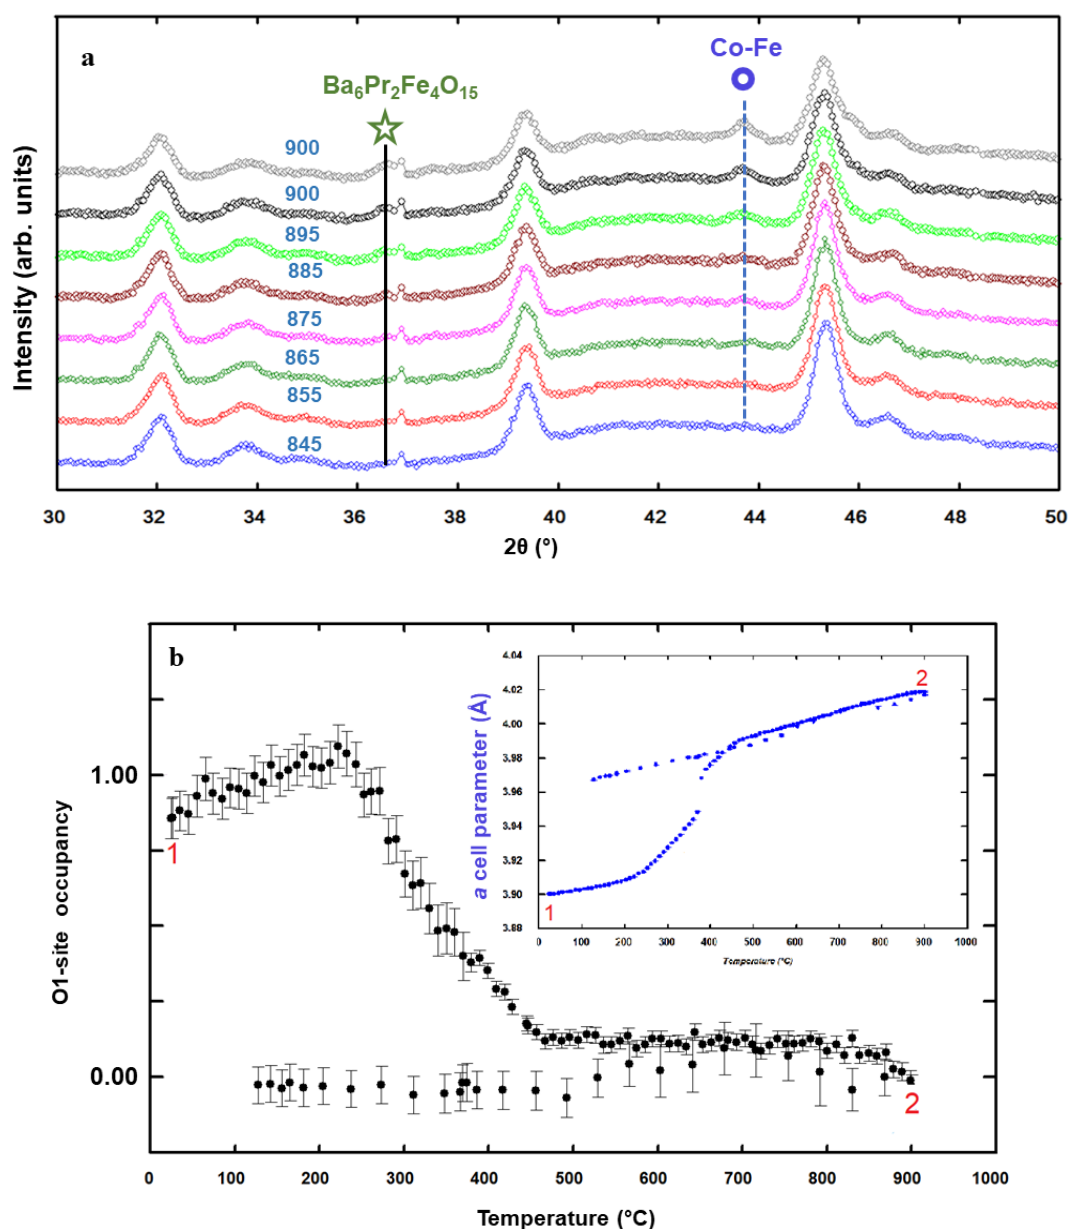 a
Co-Fe
Ba₆Pr₂Fe₄O₁₅
900
900
895
885
875
865
855
845
Intensity (arb. units)
30 32 34 36 38 40 42 44 46 48 50
2θ (°)
b
O1-site occupancy
1.00
0.00
1
2
0 100 200 300 400 500 600 700 800 900 1000
Temperature (°C)
a cell parameter (Å)
4.04
4.02
4.00
3.98
3.96
3.94
3.92
3.90
3.88
1
2
0 100 200 300 400 500 600 700 800 900 1000
Temperature (°C)